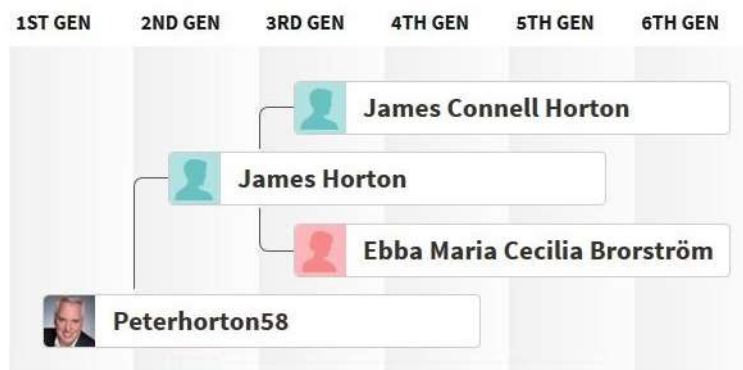 1ST GEN 2ND GEN 3RD GEN 4TH GEN 5TH GEN 6TH GEN
James Connell Horton
James Horton
Ebba Maria Cecilia Brorström
Peterhorton58